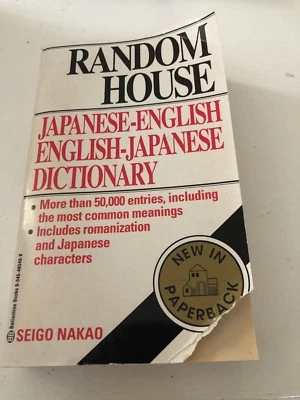 RANDOM
HOUSE
JAPANESE-ENGLISH
ENGLISH-JAPANESE
DICTIONARY
• More than 50,000 entries, including
the most common meanings
• Includes romanization
and Japanese
characters
NEW IN
PAPERBACK
SEIGO NAKAO